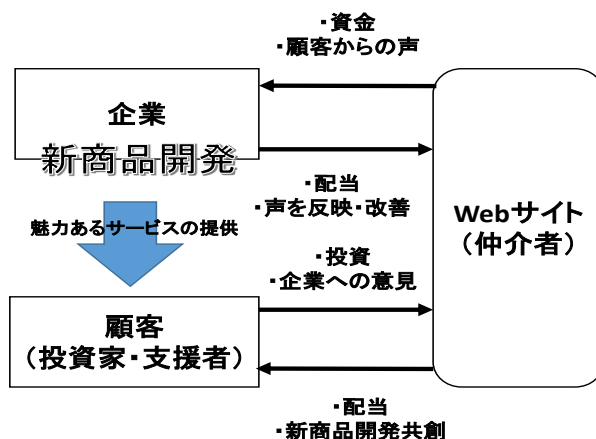 ・資金
・顧客からの声
企業
新商品開発
・配当
・声を反映・改善
魅力あるサービスの提供
Webサイト
（仲介者）
・投資
・企業への意見
顧客
（投資家・支援者）
・配当
・新商品開発共創